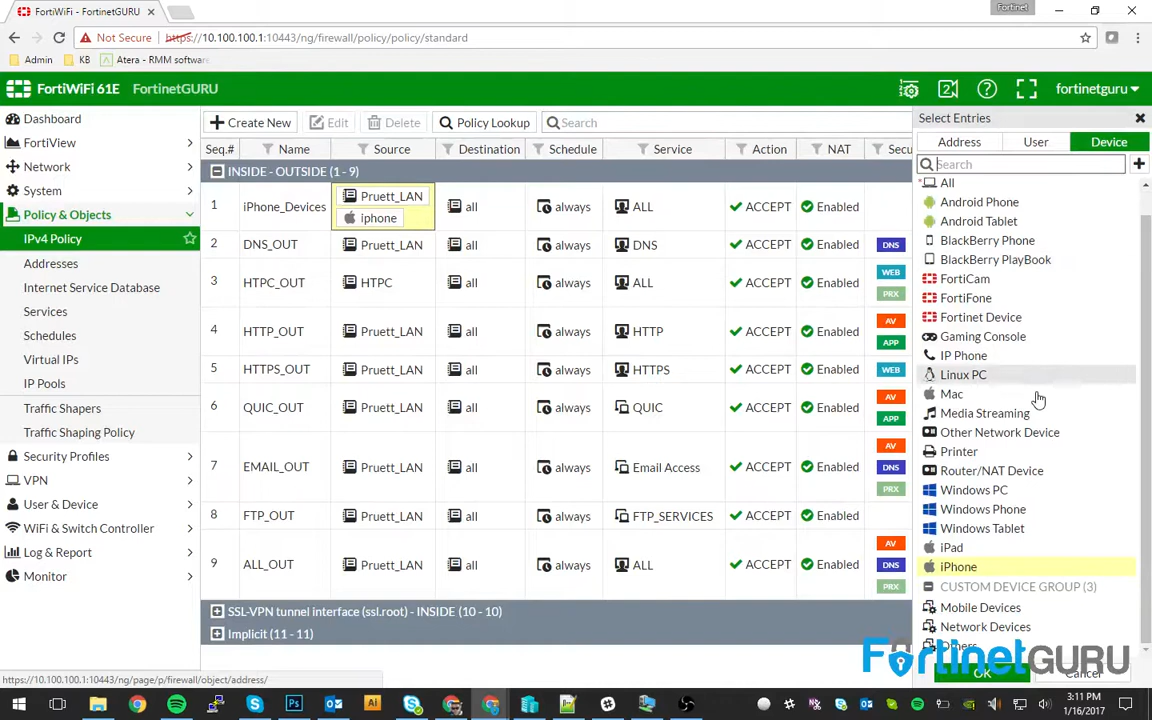 FortiWiFi - FortinetGURU
Fortinet
Not Secure https://10.100.100.1:10443/ng/firewall/policy/policy/standard
Admin KB Atera - RMM software
FortiWiFi 61E FortinetGURU 2 fortinetguru
Dashboard
FortiView
Network
System
Policy & Objects
IPv4 Policy
Addresses
Internet Service Database
Services
Schedules
Virtual IPs
IP Pools
Traffic Shapers
Traffic Shaping Policy
Security Profiles
VPN
User & Device
WiFi & Switch Controller
Log & Report
Monitor
Create New Edit Delete Policy Lookup Search
Seq.# Name Source Destination Schedule Service Action NAT Secu
INSIDE - OUTSIDE (1 - 9)
1 iPhone_Devices Pruett_LAN iphone all always ALL ACCEPT Enabled
2 DNS_OUT Pruett_LAN all always DNS ACCEPT Enabled DNS
3 HTPC_OUT HTPC all always ALL ACCEPT Enabled WEB PRX
4 HTTP_OUT Pruett_LAN all always HTTP ACCEPT Enabled AV APP
5 HTTPS_OUT Pruett_LAN all always HTTPS ACCEPT Enabled WEB
6 QUIC_OUT Pruett_LAN all always QUIC ACCEPT Enabled AV APP
7 EMAIL_OUT Pruett_LAN all always Email Access ACCEPT Enabled AV DNS PRX
8 FTP_OUT Pruett_LAN all always FTP_SERVICES ACCEPT Enabled
9 ALL_OUT Pruett_LAN all always ALL ACCEPT Enabled AV DNS PRX
SSL-VPN tunnel interface (ssl.root) - INSIDE (10 - 10)
Implicit (11 - 11)
Select Entries
Address User Device
Search
All
Android Phone
Android Tablet
BlackBerry Phone
BlackBerry PlayBook
FortiCam
FortiFone
Fortinet Device
Gaming Console
IP Phone
Linux PC
Mac
Media Streaming
Other Network Device
Printer
Router/NAT Device
Windows PC
Windows Phone
Windows Tablet
iPad
iPhone
CUSTOM DEVICE GROUP (3)
Mobile Devices
Network Devices
Others
FortinetGURU
OK Cancel
https://10.100.100.1:10443/ng/page/p/firewall/object/address/
3:11 PM
1/16/2017